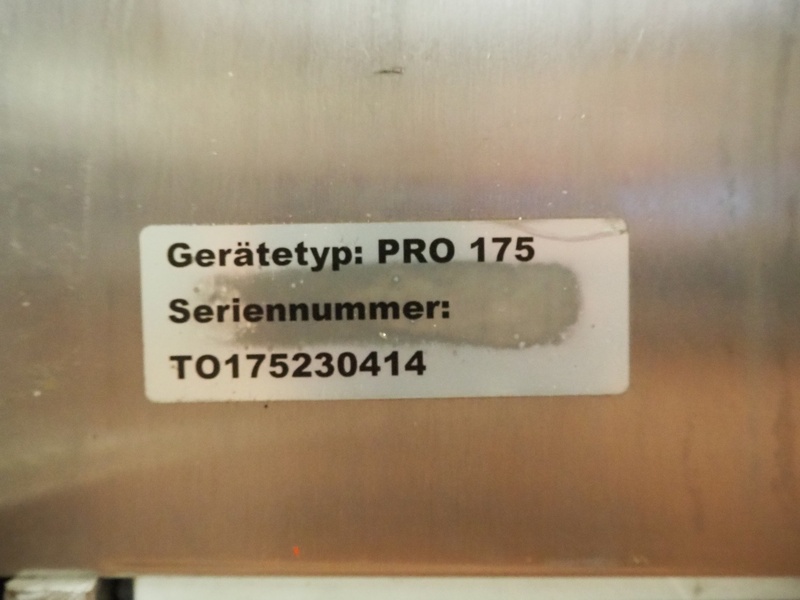 Gerätetyp: PRO 175
Seriennummer:
TO175230414